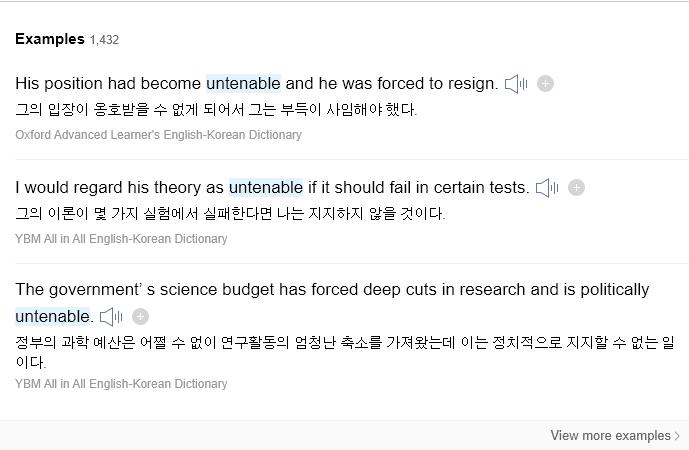 Examples 1,432
His position had become untenable and he was forced to resign.
그의 입장이 옹호받을 수 없게 되어서 그는 부득이 사임해야 했다.
Oxford Advanced Learner's English-Korean Dictionary
I would regard his theory as untenable if it should fail in certain tests.
그의 이론이 몇 가지 실험에서 실패한다면 나는 지지하지 않을 것이다.
YBM All in All English-Korean Dictionary
The government’ s science budget has forced deep cuts in research and is politically
untenable.
정부의 과학 예산은 어쩔 수 없이 연구활동의 엄청난 축소를 가져왔는데 이는 정치적으로 지지할 수 없는 일
이다.
YBM All in All English-Korean Dictionary
View more examples